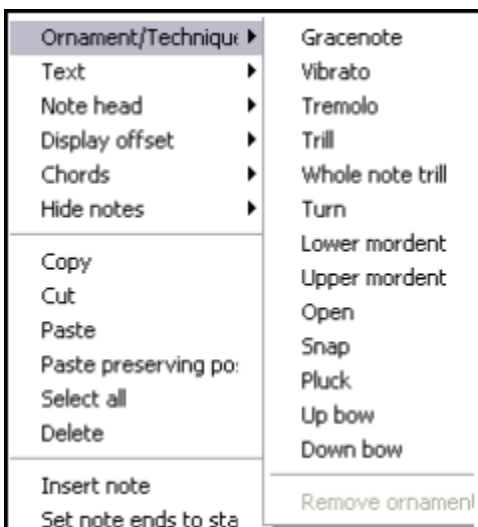 Ornament/Technique
Text
Note head
Display offset
Chords
Hide notes
Copy
Cut
Paste
Paste preserving po
Select all
Delete
Insert note
Set note ends to sta
Gracenote
Vibrato
Tremolo
Trill
Whole note trill
Turn
Lower mordent
Upper mordent
Open
Snap
Pluck
Up bow
Down bow
Remove ornamen